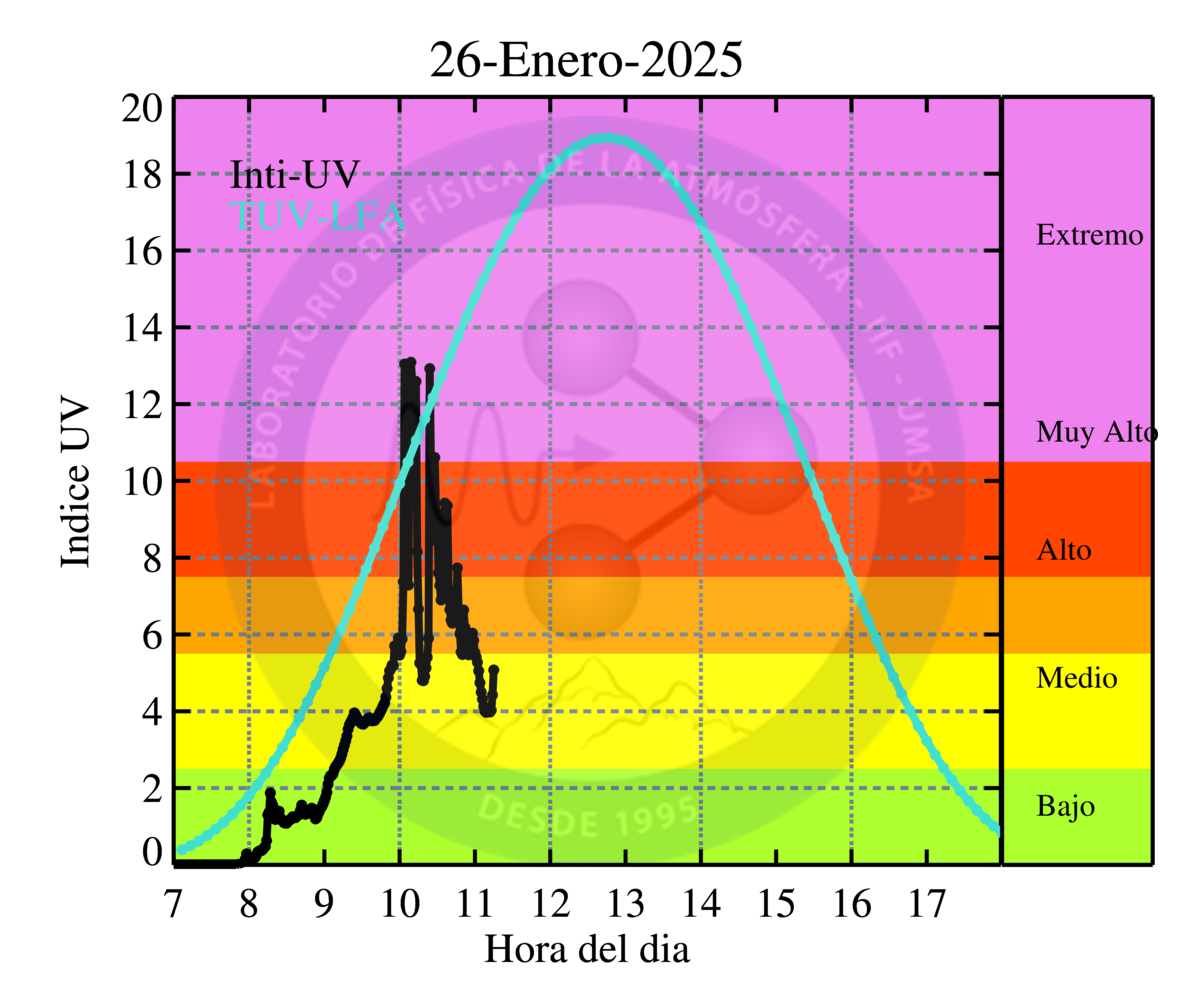 26-Enero-2025
20
18
16
14
12
10
8
6
4
2
0
Indice UV
Inti-UV
TUV-LFA
LABORATORIO DE FÍSICA DE LA ATMÓSFERA - IIF - UMSA
DESDE 1995
Extremo
Muy Alto
Alto
Medio
Bajo
7 8 9 10 11 12 13 14 15 16 17
Hora del dia